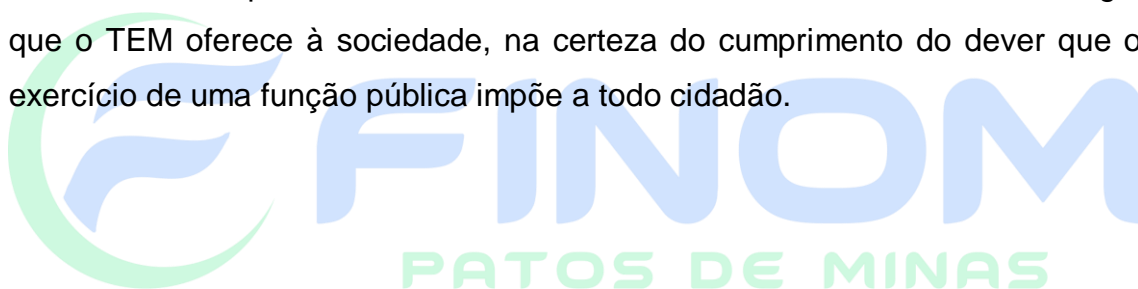 que o TEM oferece à sociedade, na certeza do cumprimento do dever que o
exercício de uma função pública impõe a todo cidadão.
FINOM
PATOS DE MINAS